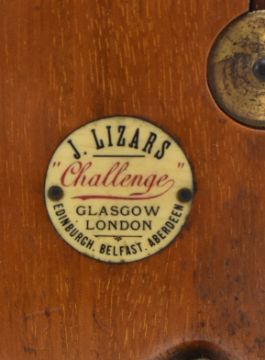 J. LIZARS
"Challenge"
GLASGOW
LONDON
EDINBURGH. BELFAST. ABERDEEN